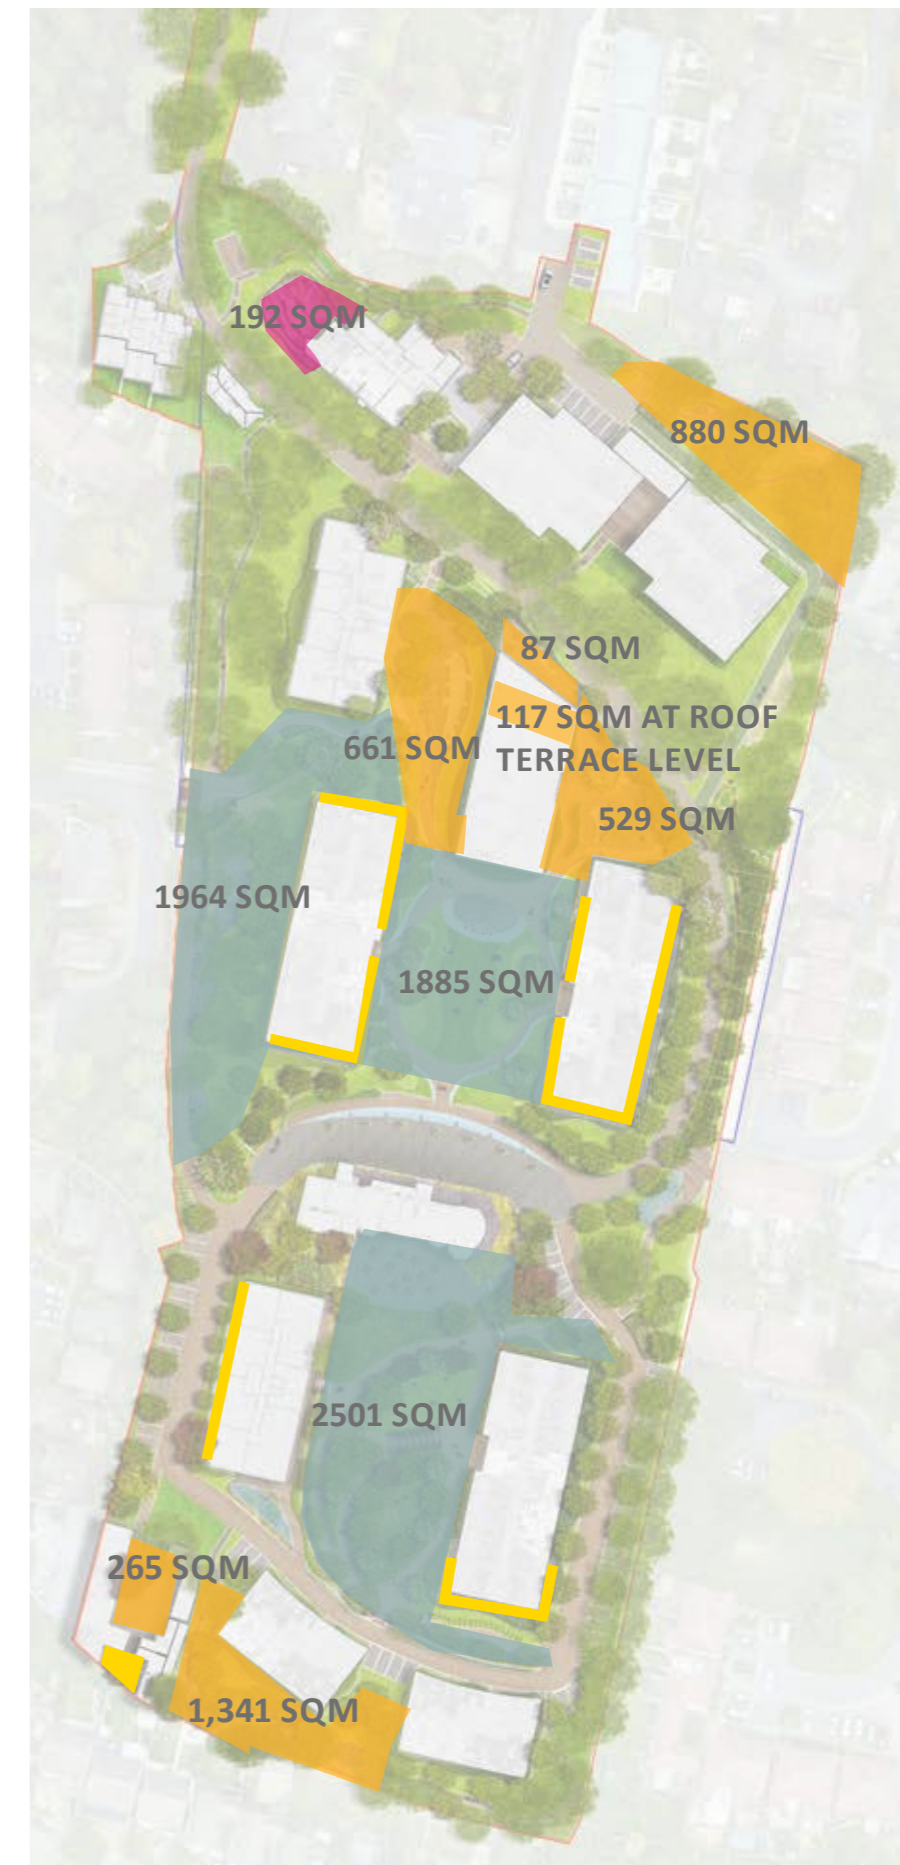 192 SQM
880 SQM
87 SQM
117 SQM AT ROOF
TERRACE LEVEL
661 SQM
529 SQM
1964 SQM
1885 SQM
2501 SQM
265 SQM
1,341 SQM